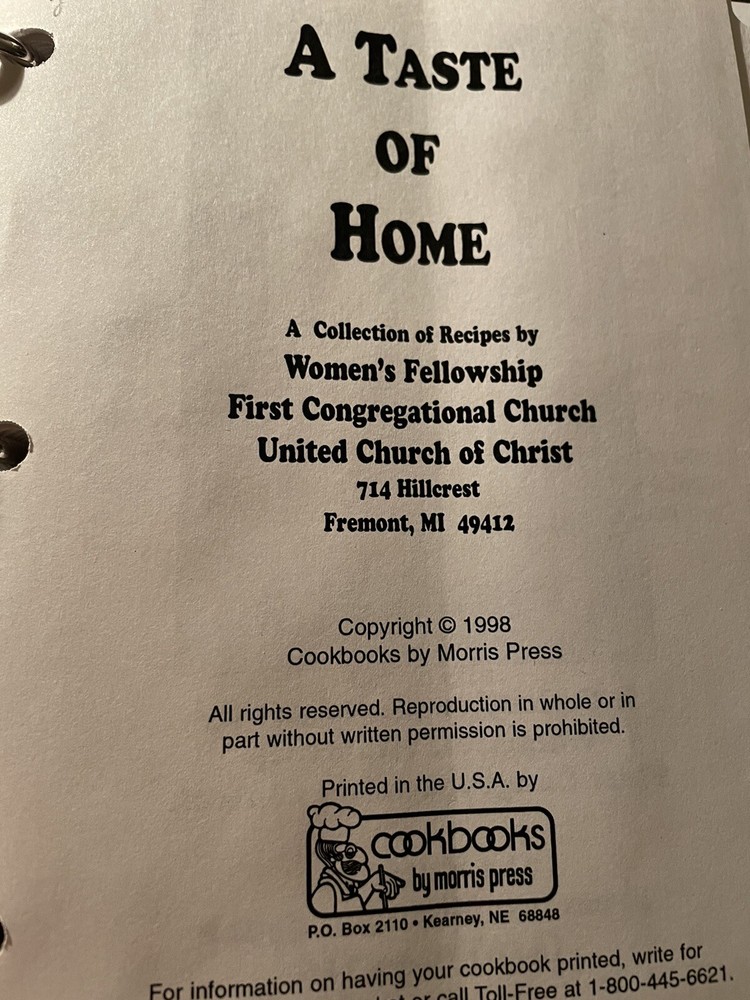 A TASTE
OF
HOME
A Collection of Recipes by
Women's Fellowship
First Congregational Church
United Church of Christ
714 Hillcrest
Fremont, MI 49412
Copyright © 1998
Cookbooks by Morris Press
All rights reserved. Reproduction in whole or in
part without written permission is prohibited.
Printed in the U.S.A. by
cookbooks
by morris press
P.O. Box 2110 • Kearney, NE 68848
For information on having your cookbook printed, write for
or call Toll-Free at 1-800-445-6621.